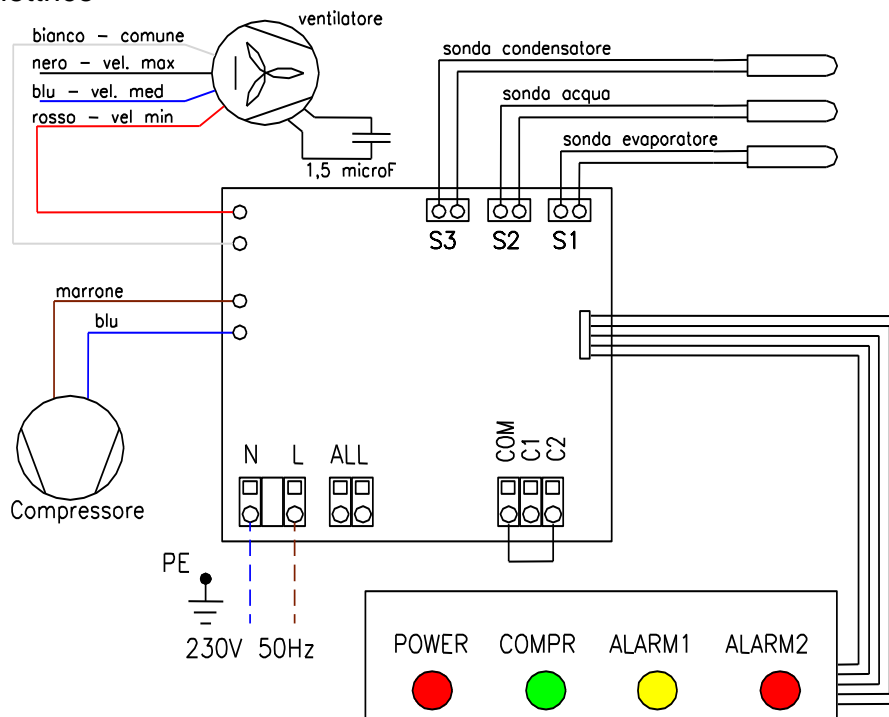 ventilatore
bianco – comune
nero – vel. max
blu – vel. med
rosso – vel min
1,5 microF
sonda condensatore
sonda acqua
sonda evaporatore
S3 S2 S1
marrone
blu
Compressore
N L ALL
COM C1 C2
PE
230V 50Hz
POWER COMPR ALARM1 ALARM2